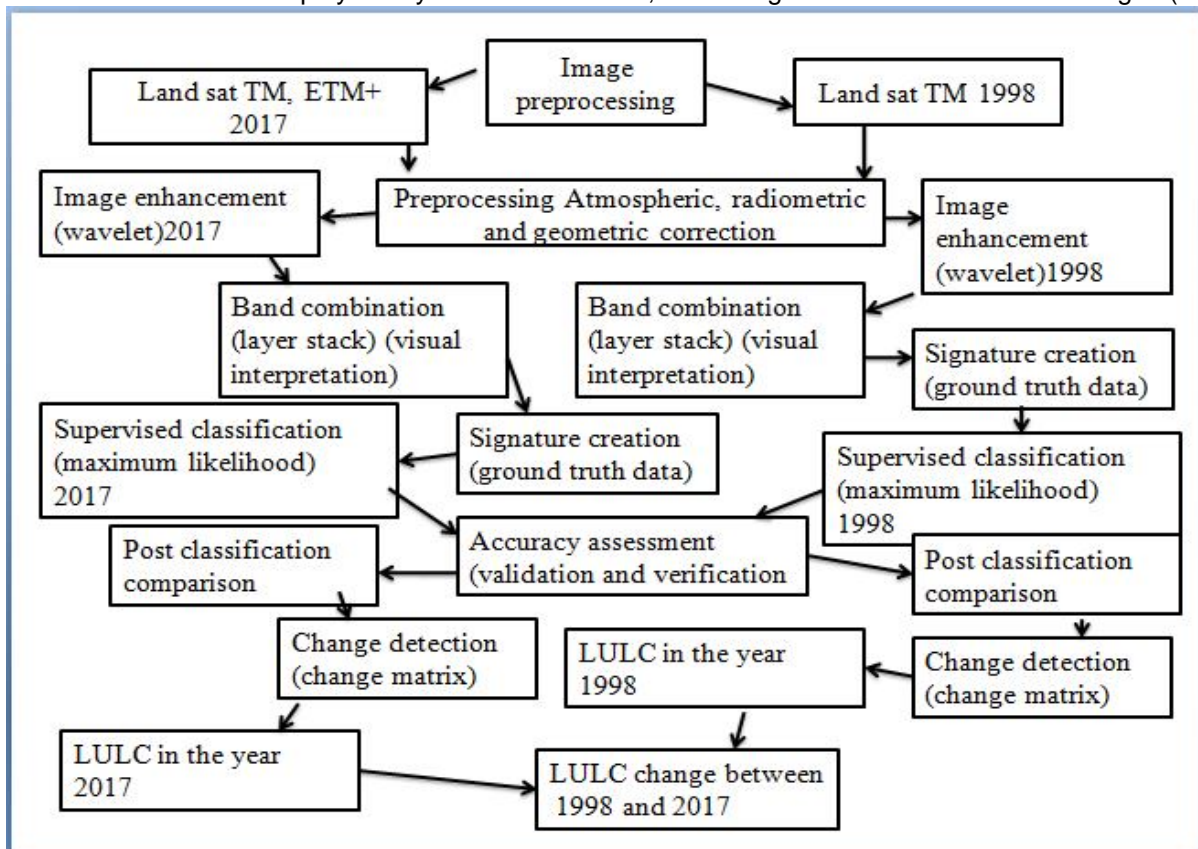 Image
preprocessing
Land sat TM, ETM+
2017
Land sat TM 1998
Preprocessing Atmospheric, radiometric
and geometric correction
Image enhancement
(wavelet)2017
Image
enhancement
(wavelet)1998
Band combination
(layer stack) (visual
interpretation)
Band combination
(layer stack) (visual
interpretation)
Signature creation
(ground truth data)
Supervised classification
(maximum likelihood)
2017
Signature creation
(ground truth data)
Supervised classification
(maximum likelihood)
1998
Accuracy assessment
(validation and verification
Post classification
comparison
Post classification
comparison
Change detection
(change matrix)
LULC in the year
1998
Change detection
(change matrix)
LULC in the year
2017
LULC change between
1998 and 2017